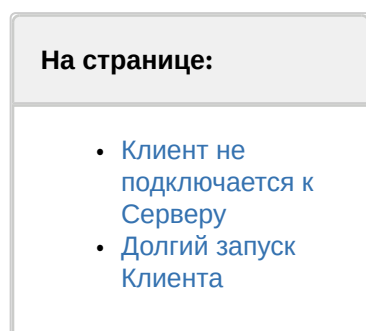 На странице:
• Клиент не
подключается к
Серверу
• Долгий запуск
Клиента